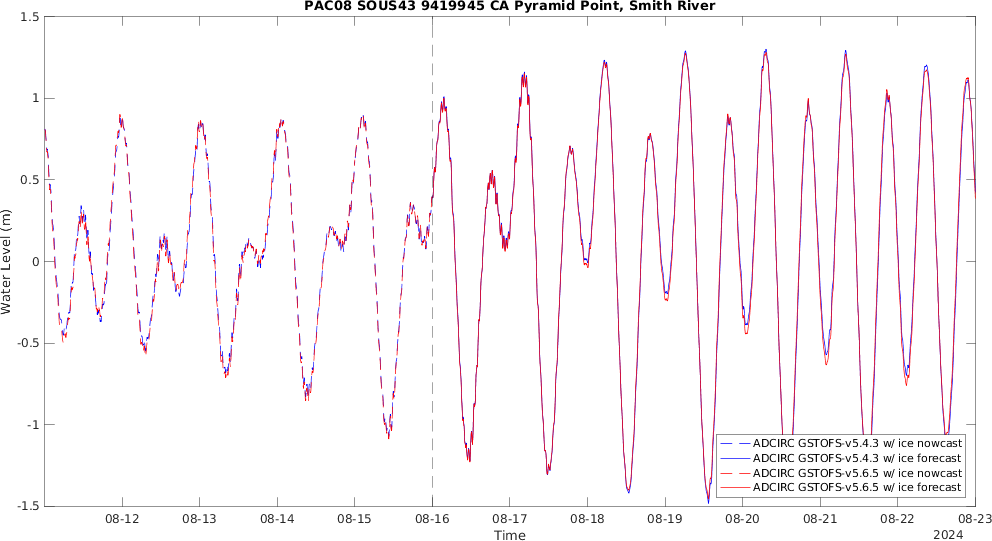 PAC08 SOUS43 9419945 CA Pyramid Point, Smith River
Water Level (m)
1.5
1
0.5
0
-0.5
-1
-1.5
ADCIRC GSTOFS-v5.4.3 w/ ice nowcast
ADCIRC GSTOFS-v5.4.3 w/ ice forecast
ADCIRC GSTOFS-v5.6.5 w/ ice nowcast
ADCIRC GSTOFS-v5.6.5 w/ ice forecast
08-12 08-13 08-14 08-15 08-16 08-17 08-18 08-19 08-20 08-21 08-22 08-23
Time
2024